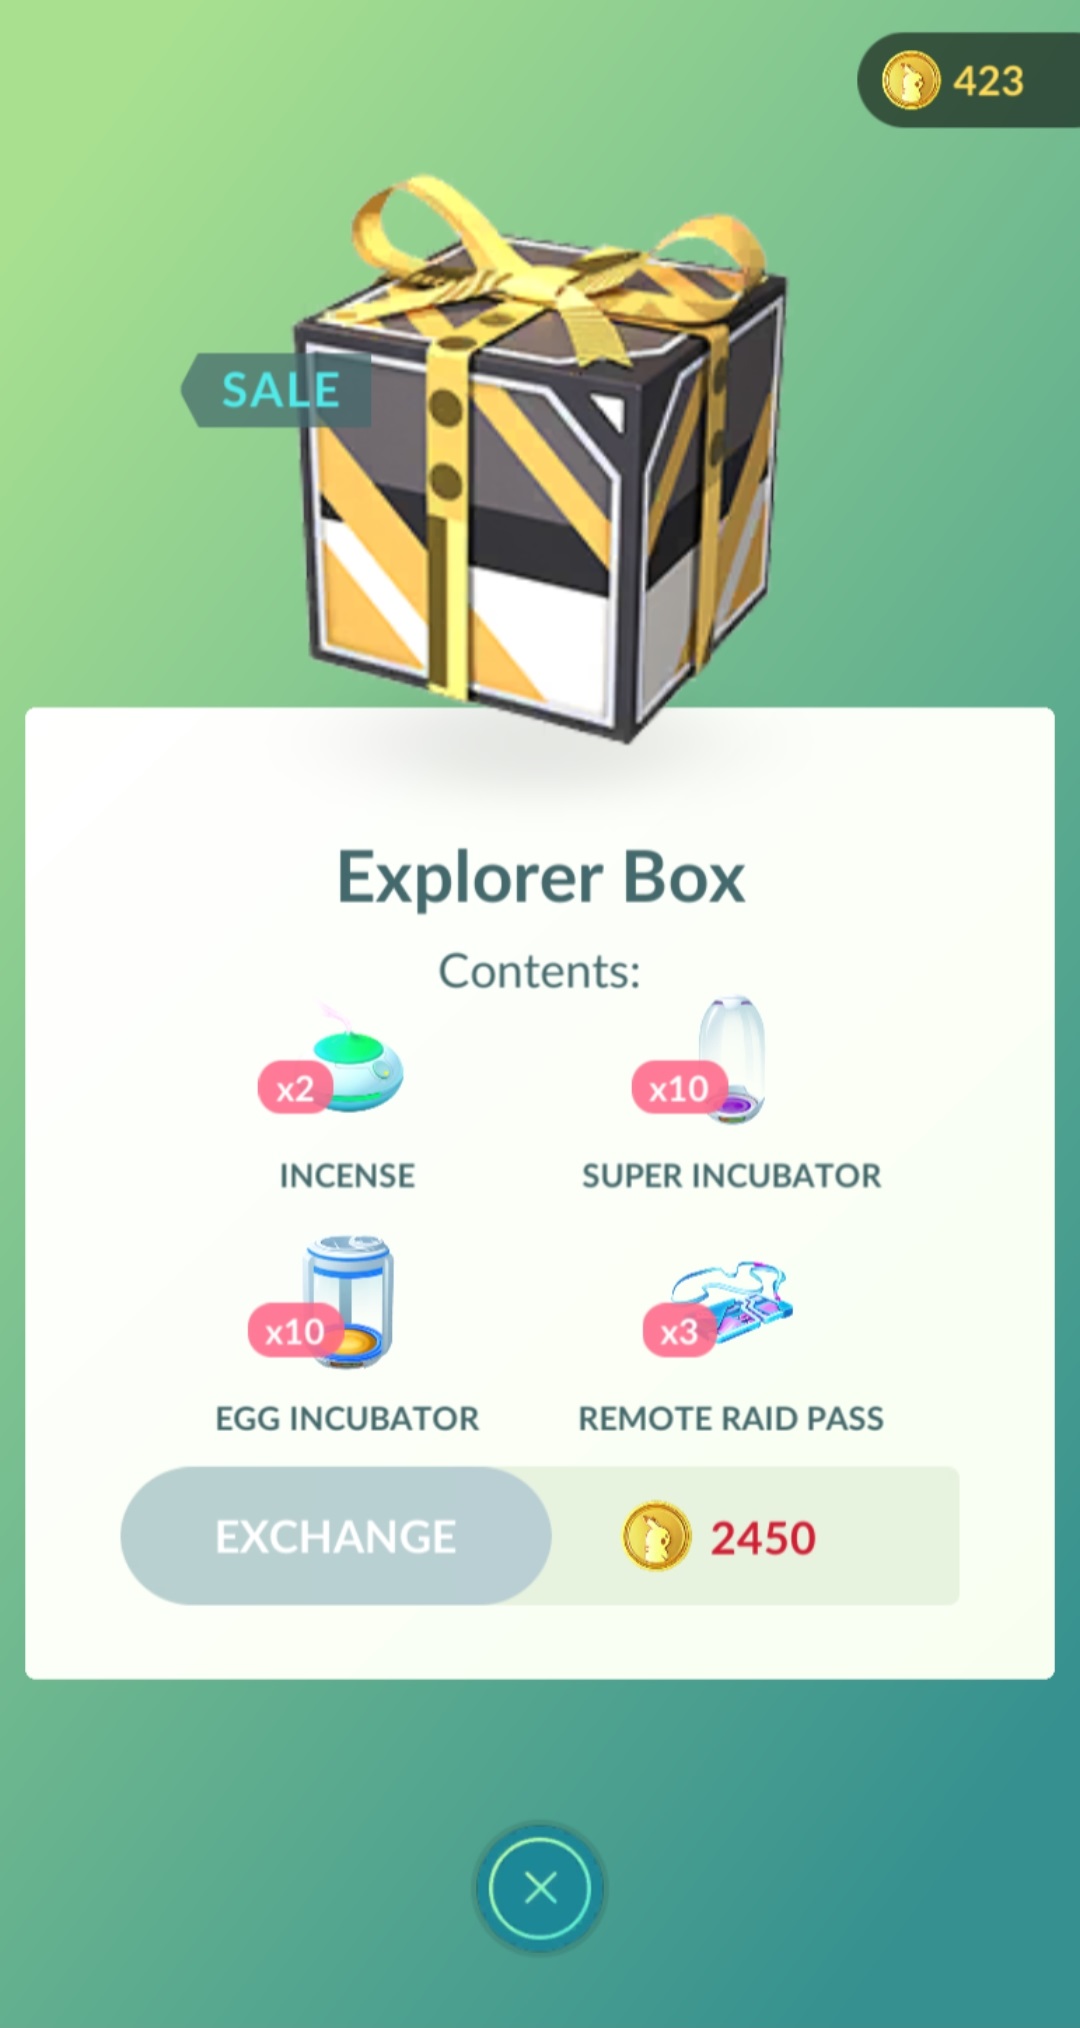 423
SALE
Explorer Box
Contents:
x2
x10
INCENSE
SUPER INCUBATOR
x10
x3
EGG INCUBATOR
REMOTE RAID PASS
EXCHANGE
2450